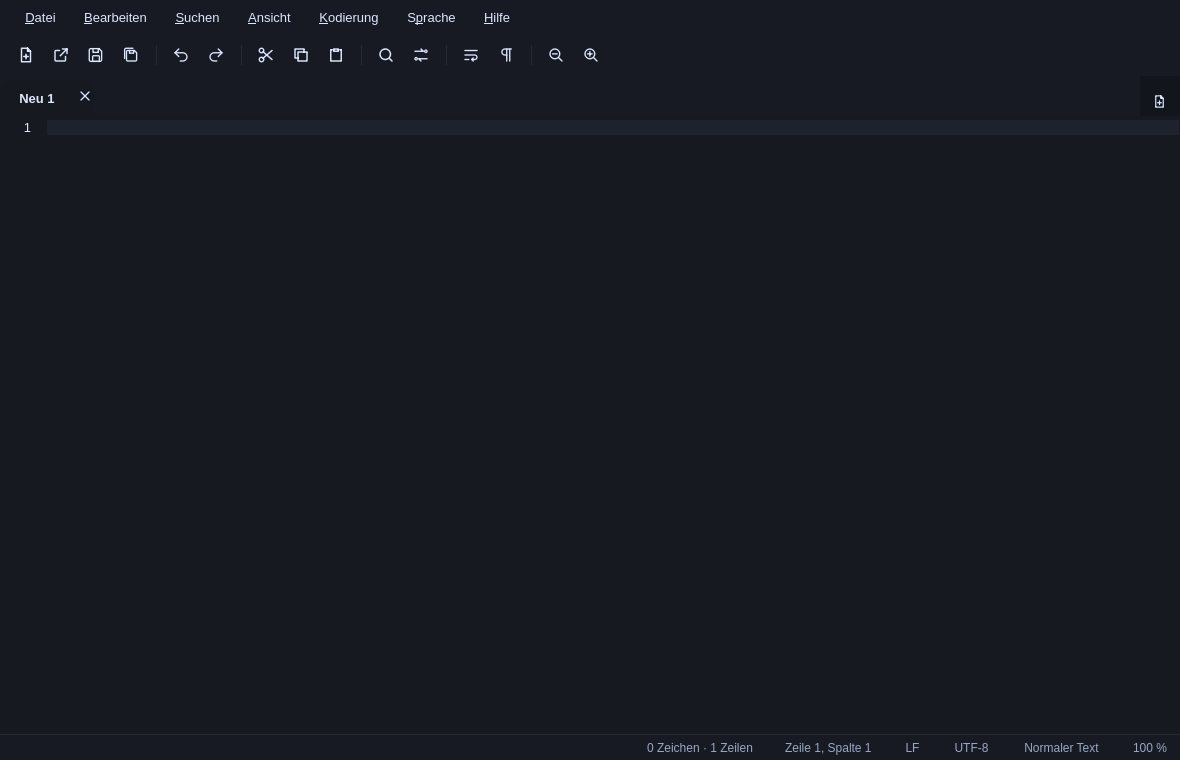 Datei Bearbeiten Suchen Ansicht Kodierung Sprache Hilfe
Neu 1
1
0 Zeichen · 1 Zeilen Zeile 1, Spalte 1 LF UTF-8 Normaler Text 100 %